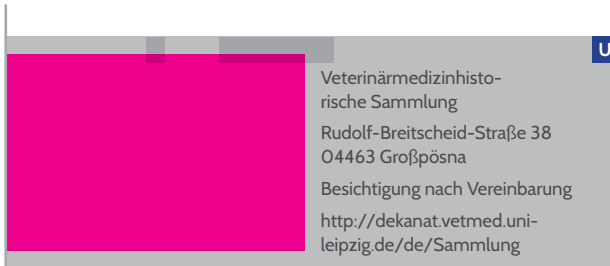 U
Veterinärmedizinhisto-
rische Sammlung
Rudolf-Breitscheid-Straße 38
04463 Großpösna
Besichtigung nach Vereinbarung
http://dekanat.vetmed.uni-
leipzig.de/de/Sammlung